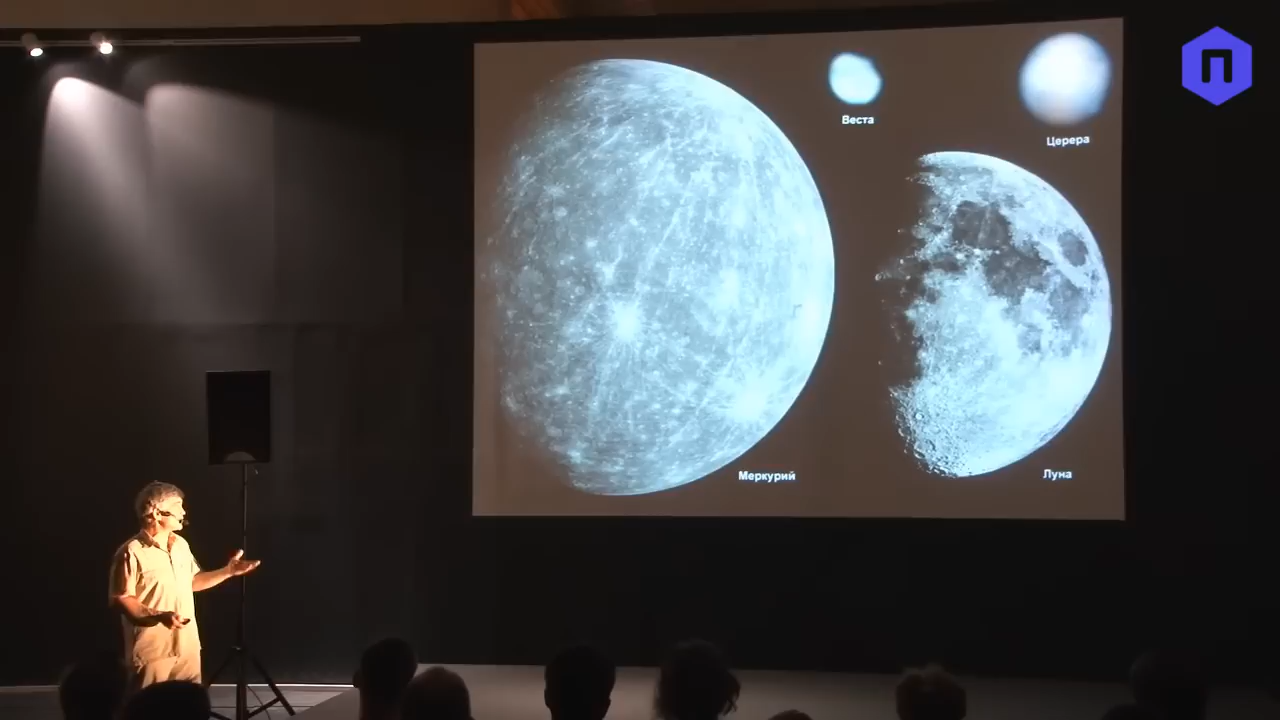 Веста
Церера
Меркурий
Луна
П